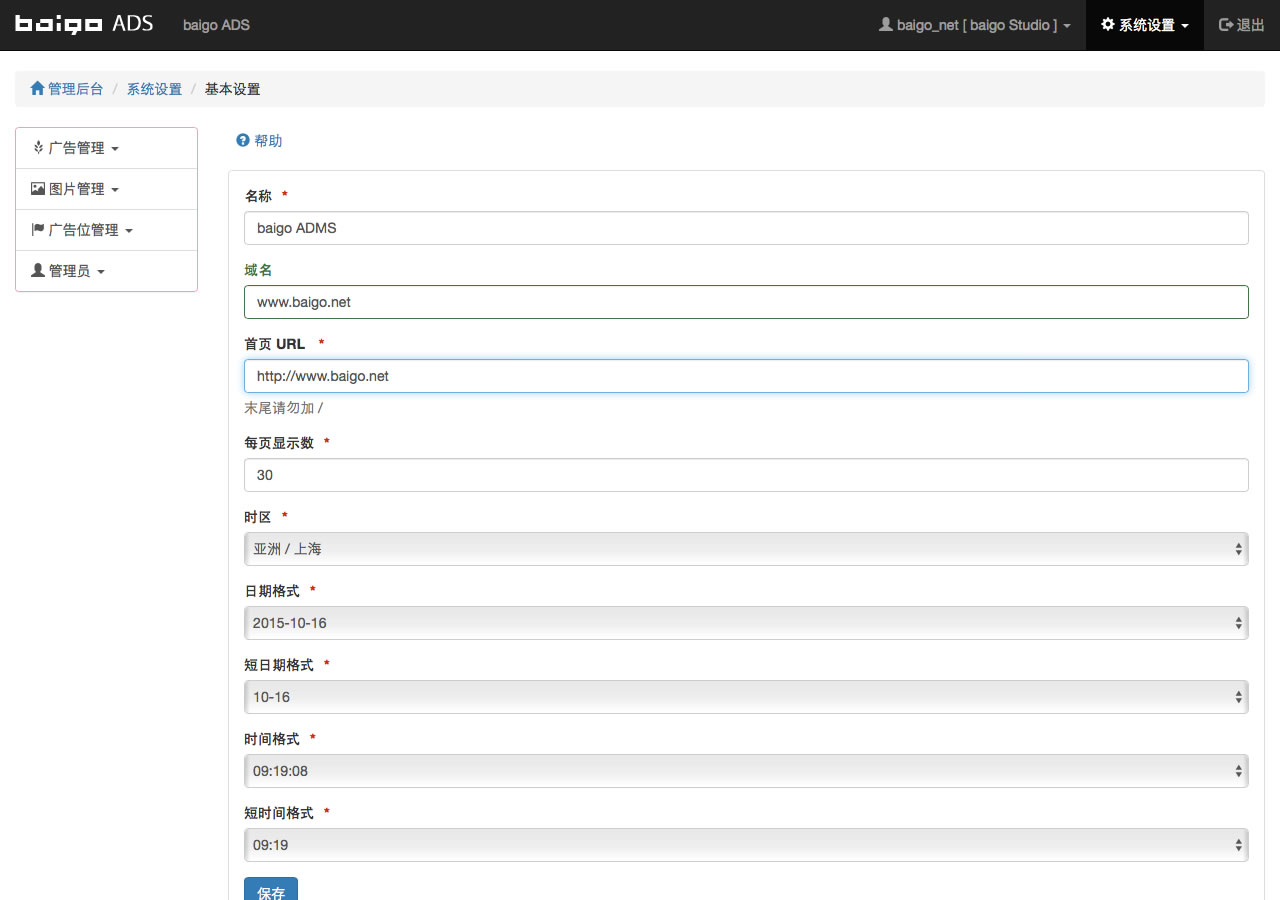 baigo ADS baigo ADS baigo_net [ baigo Studio ] 系统设置 退出
管理后台 / 系统设置 / 基本设置
广告管理
图片管理
广告位管理
管理员
帮助
名称 *
baigo ADMS
域名
www.baigo.net
首页 URL *
http://www.baigo.net
末尾请勿加 /
每页显示数 *
30
时区 *
亚洲 / 上海
日期格式 *
2015-10-16
短日期格式 *
10-16
时间格式 *
09:19:08
短时间格式 *
09:19
保存